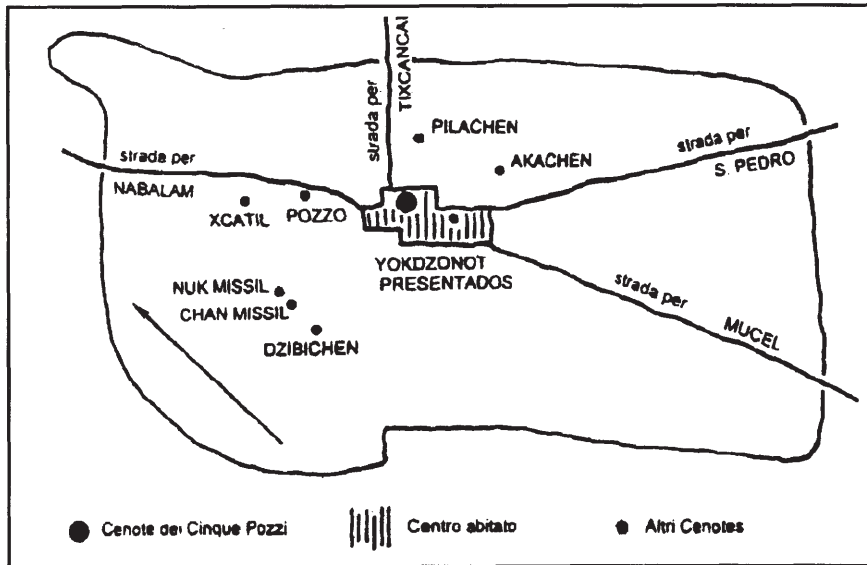 strada per
TIXCANCAI
PILACHEN
AKACHEN
strada per
S. PEDRO
strada per
NABALAM
XCATIL
POZZO
YOKDZONOT
PRESENTADOS
NUK MISSIL
CHAN MISSIL
DZIBICHEN
strada per
MUCEL
Cenote dei Cinque Pozzi
Centro abitato
Altri Cenotes